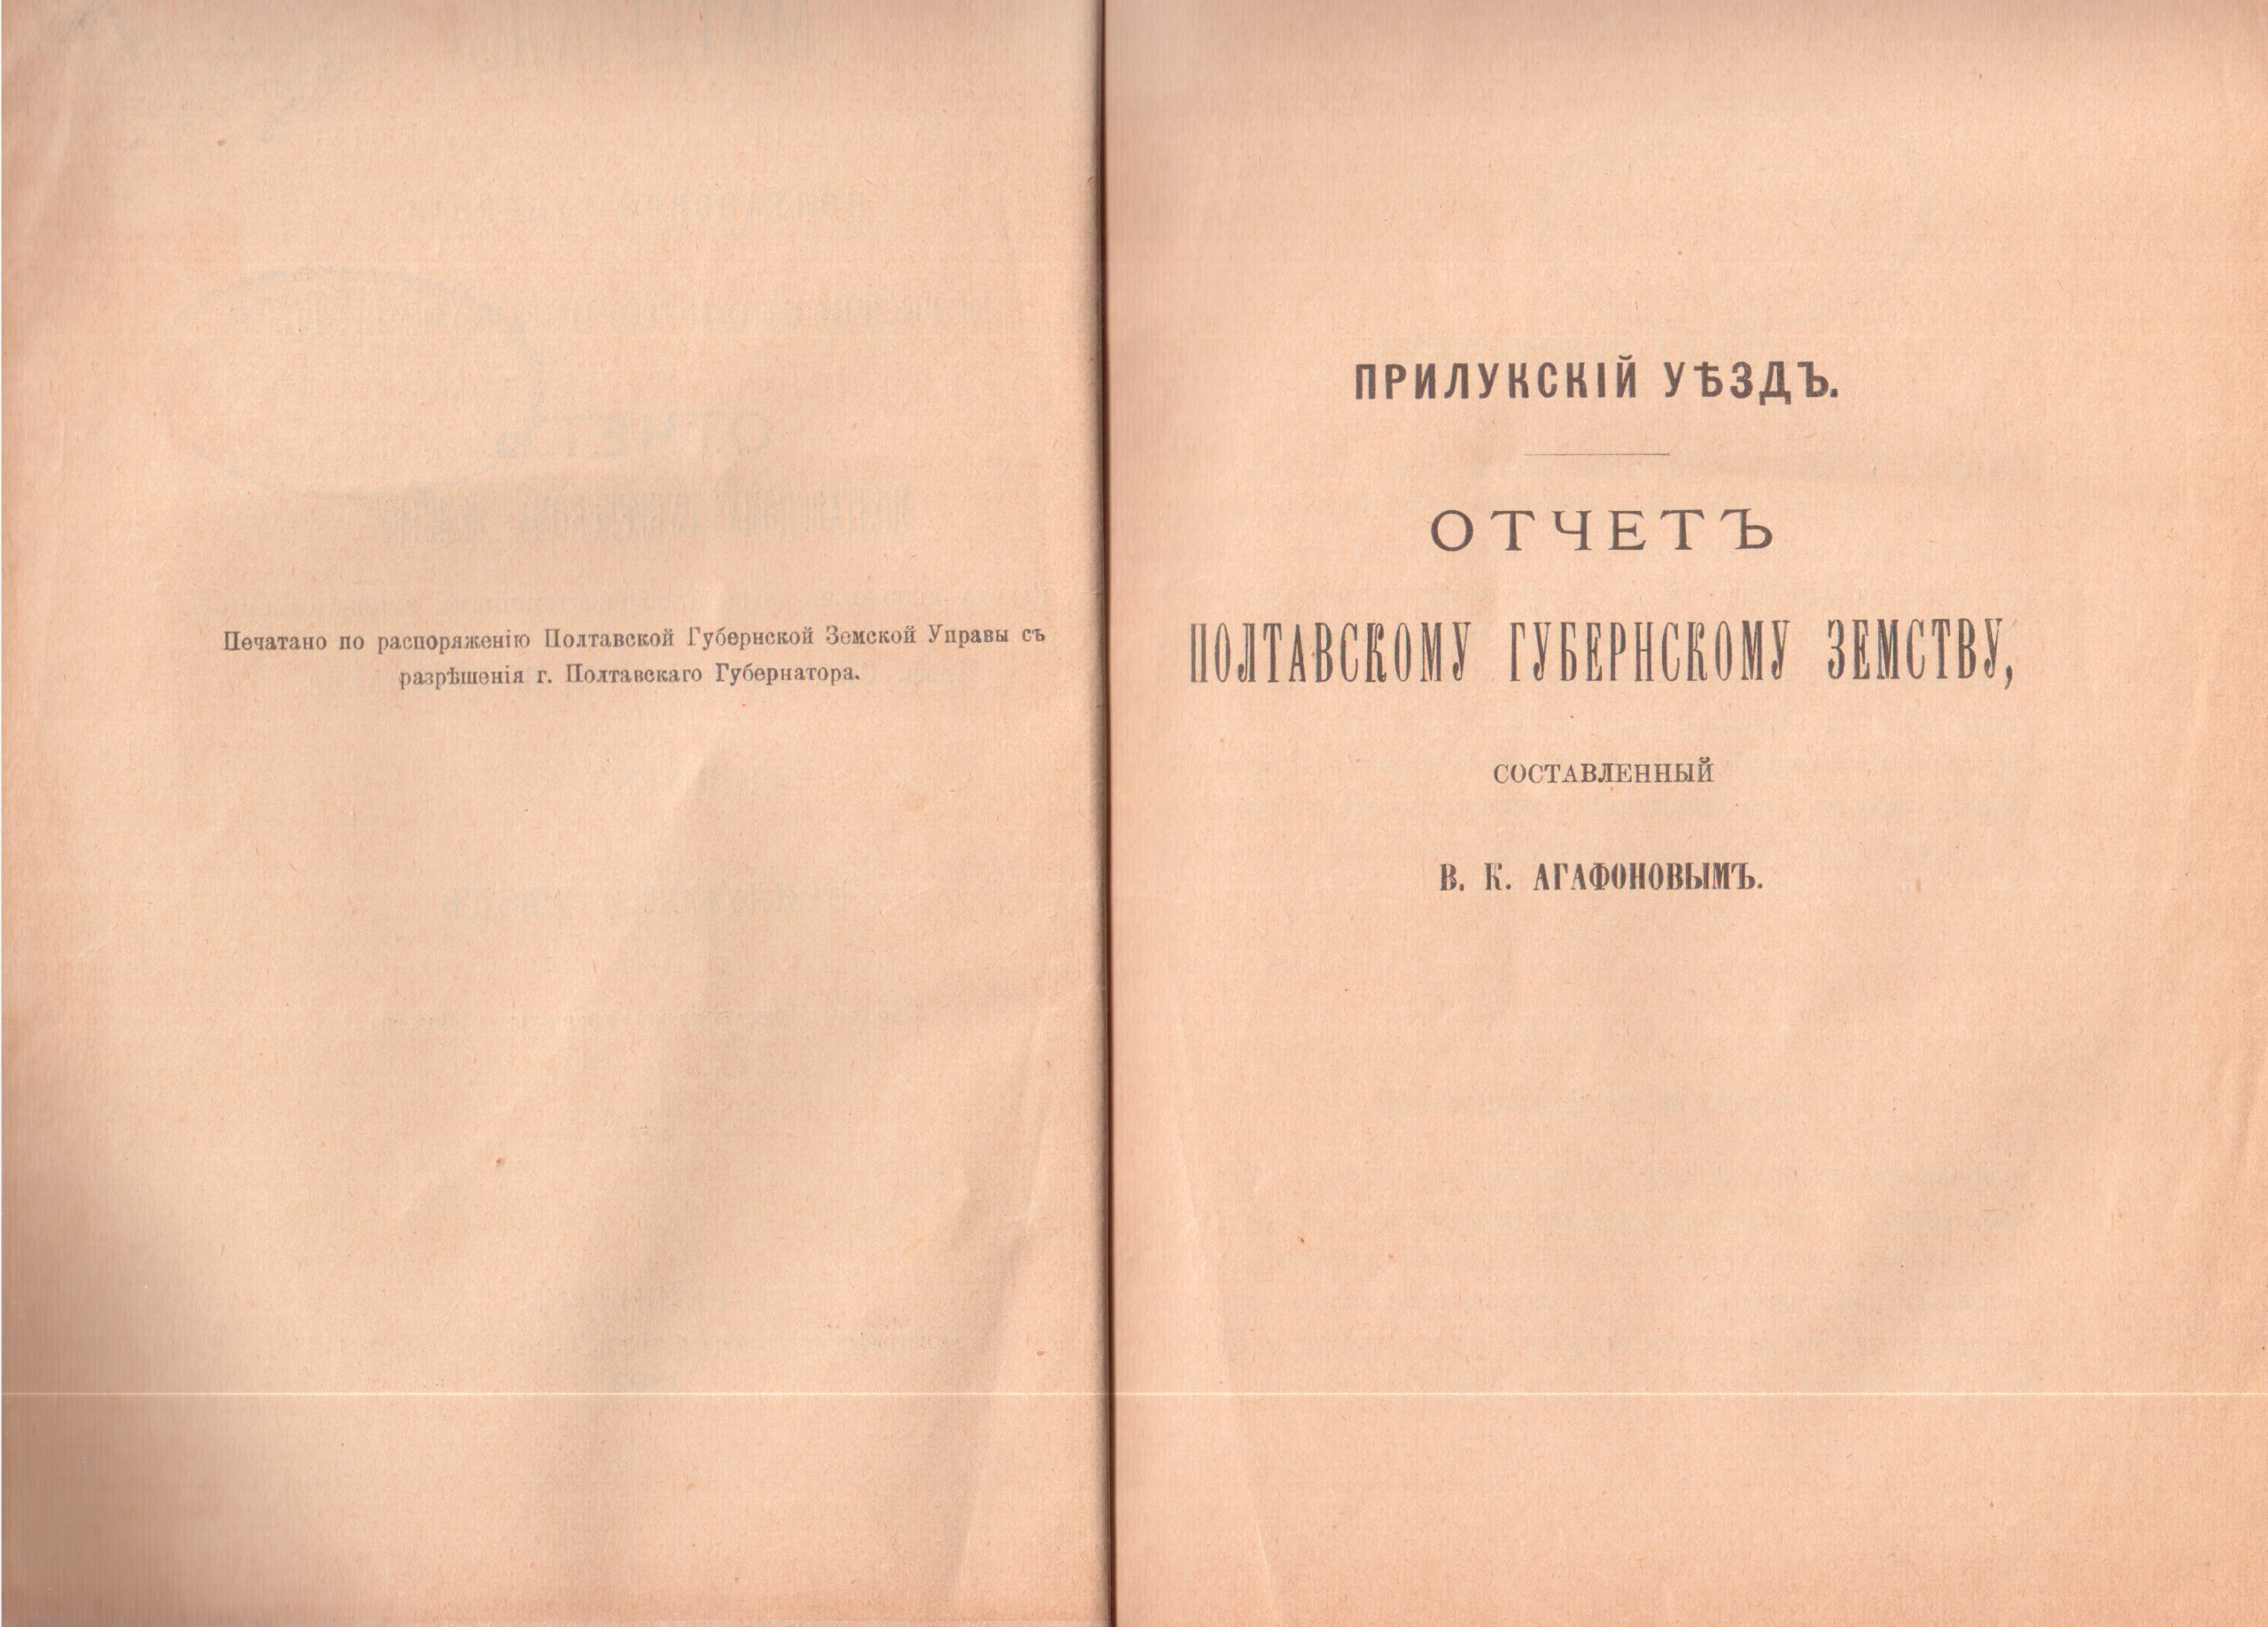 Печатано по распоряженію Полтавской Губернской Земской Управы съ
разрѣшенія г. Полтавскаго Губернатора.
ПРИЛУКСКІЙ УѢЗДЪ.
ОТЧЕТЪ
ПОЛТАВСКОМУ ГУБЕРНСКОМУ ЗЕМСТВУ,
СОСТАВЛЕННЫЙ
В. К. АГАФОНОВЫМЪ.